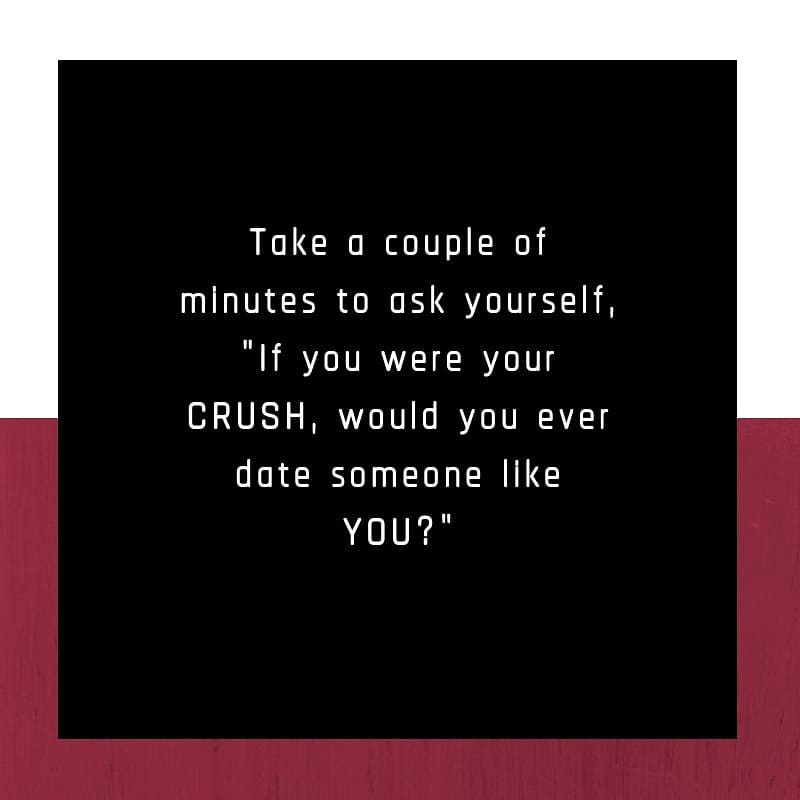 Take a couple of
minutes to ask yourself,
"If you were your
CRUSH, would you ever
date someone like
YOU?"